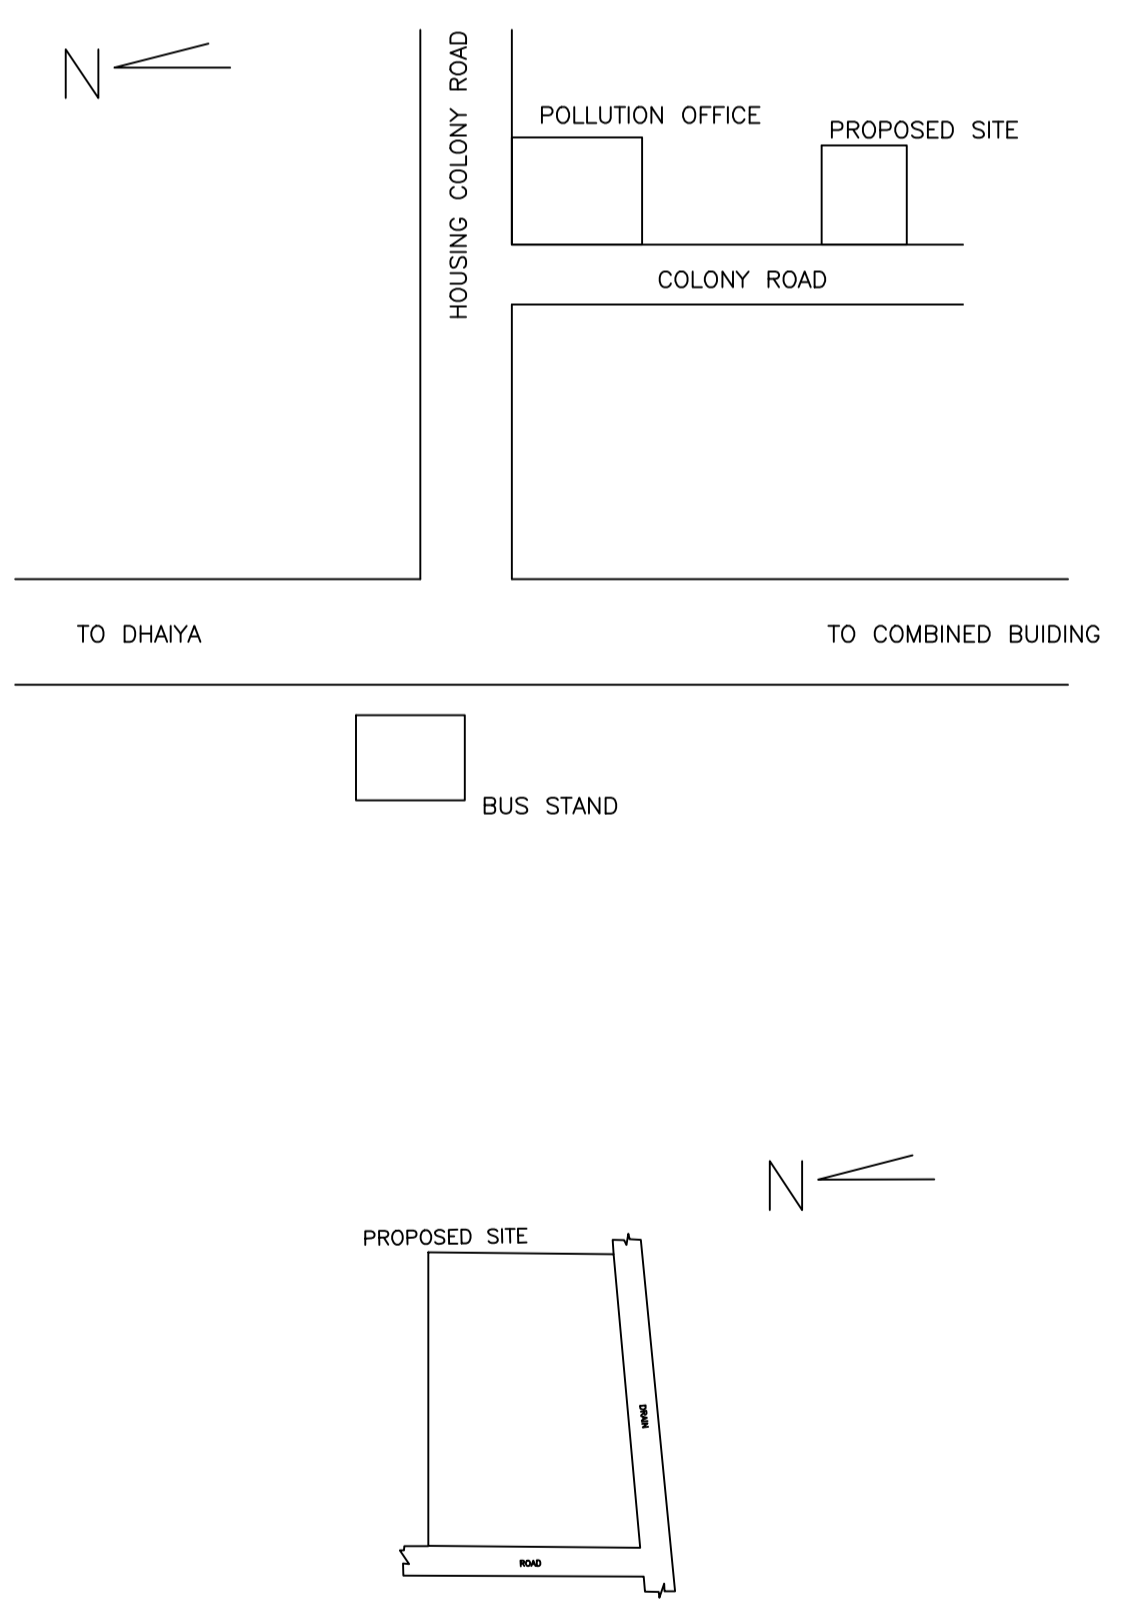 N
HOUSING COLONY ROAD
POLLUTION OFFICE
PROPOSED SITE
COLONY ROAD
TO DHAIYA
TO COMBINED BUIDING
BUS STAND
N
PROPOSED SITE
DRAIN
ROAD